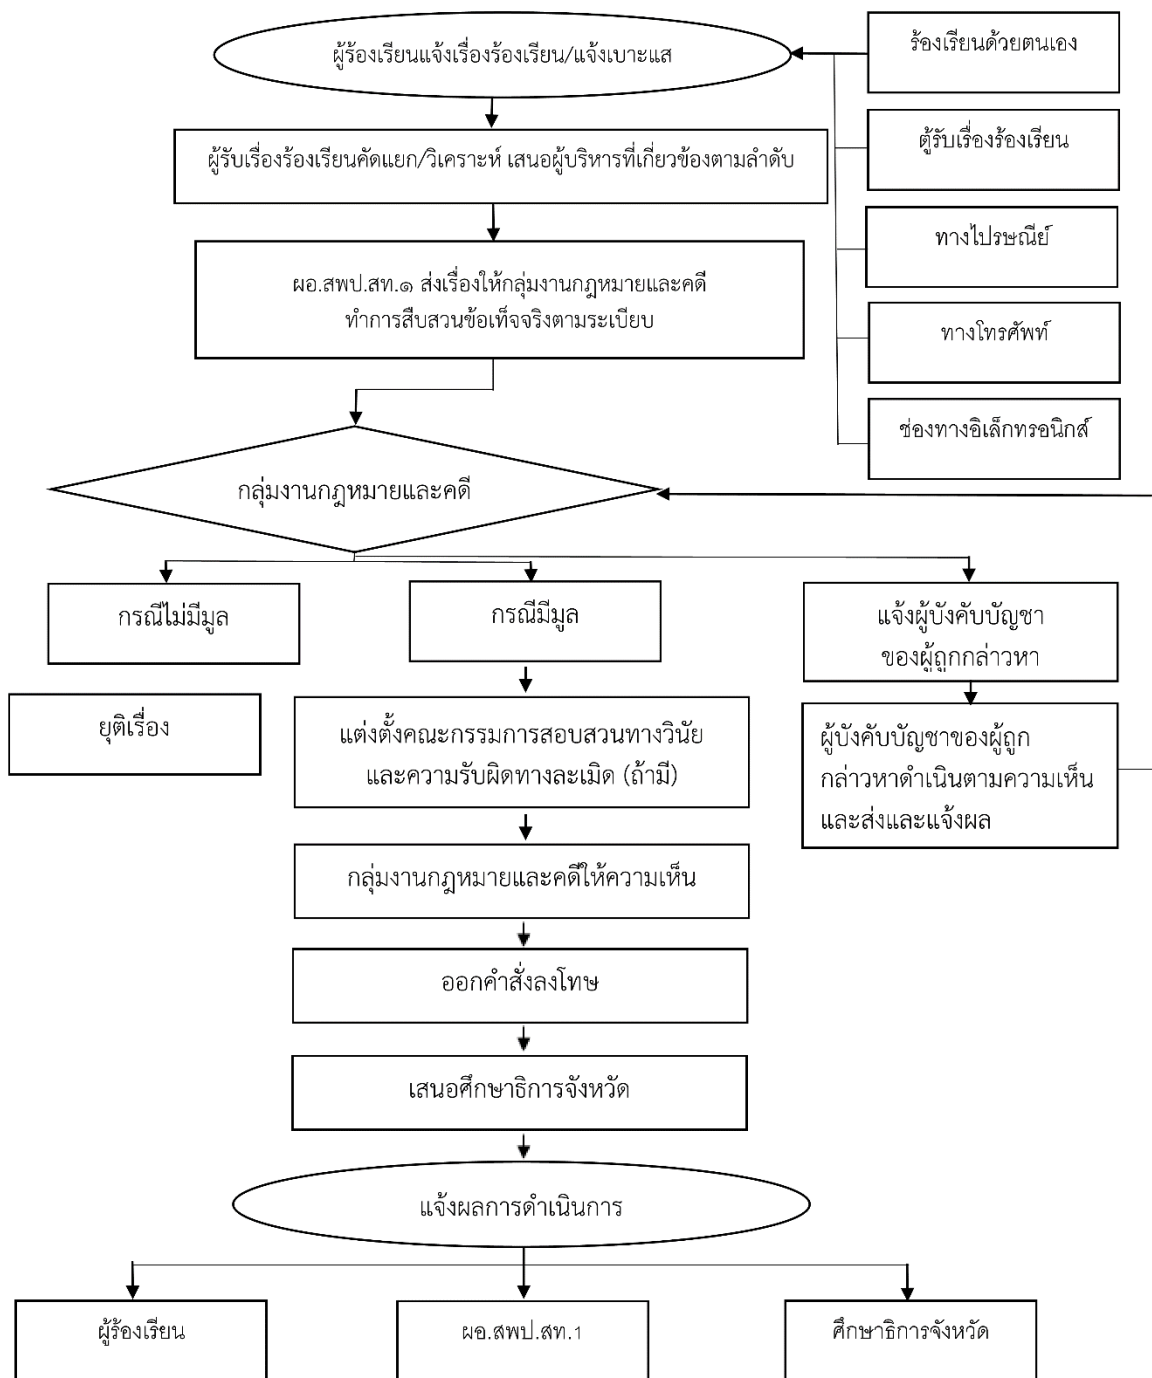 ผู้ร้องเรียนแจ้งเรื่องร้องเรียน/แจ้งเบาะแส
ร้องเรียนด้วยตนเอง
ตู้รับเรื่องร้องเรียน
ทางไปรษณีย์
ทางโทรศัพท์
ช่องทางอิเล็กทรอนิกส์
ผู้รับเรื่องร้องเรียนคัดแยก/วิเคราะห์ เสนอผู้บริหารที่เกี่ยวข้องตามลำดับ
ผอ.สพป.สท.๑ ส่งเรื่องให้กลุ่มงานกฎหมายและคดี
ทำการสืบสวนข้อเท็จจริงตามระเบียบ
กลุ่มงานกฎหมายและคดี
กรณีไม่มีมูล
ยุติเรื่อง
กรณีมีมูล
แต่งตั้งคณะกรรมการสอบสวนทางวินัย
และความรับผิดทางละเมิด (ถ้ามี)
กลุ่มงานกฎหมายและคดีให้ความเห็น
ออกคำสั่งลงโทษ
เสนอศึกษาธิการจังหวัด
แจ้งผู้บังคับบัญชา
ของผู้ถูกกล่าวหา
ผู้บังคับบัญชาของผู้ถูก
กล่าวหาดำเนินตามความเห็น
และส่งและแจ้งผล
แจ้งผลการดำเนินการ
ผู้ร้องเรียน
ผอ.สพป.สท.1
ศึกษาธิการจังหวัด